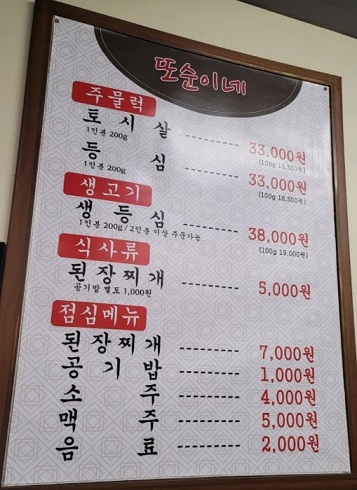 또순이네
주물럭
토시살 33,000원
1인분 200g (100g 16,500원)
등심 33,000원
1인분 200g (100g 16,500원)
생고기
생등심 38,000원
1인분 200g / 2인분 이상 주문가능 (100g 19,000원)
식사류
된장찌개 5,000원
공기밥 별도 1,000원
점심메뉴
된장찌개 7,000원
공기밥 1,000원
소주 4,000원
맥주 5,000원
음료 2,000원